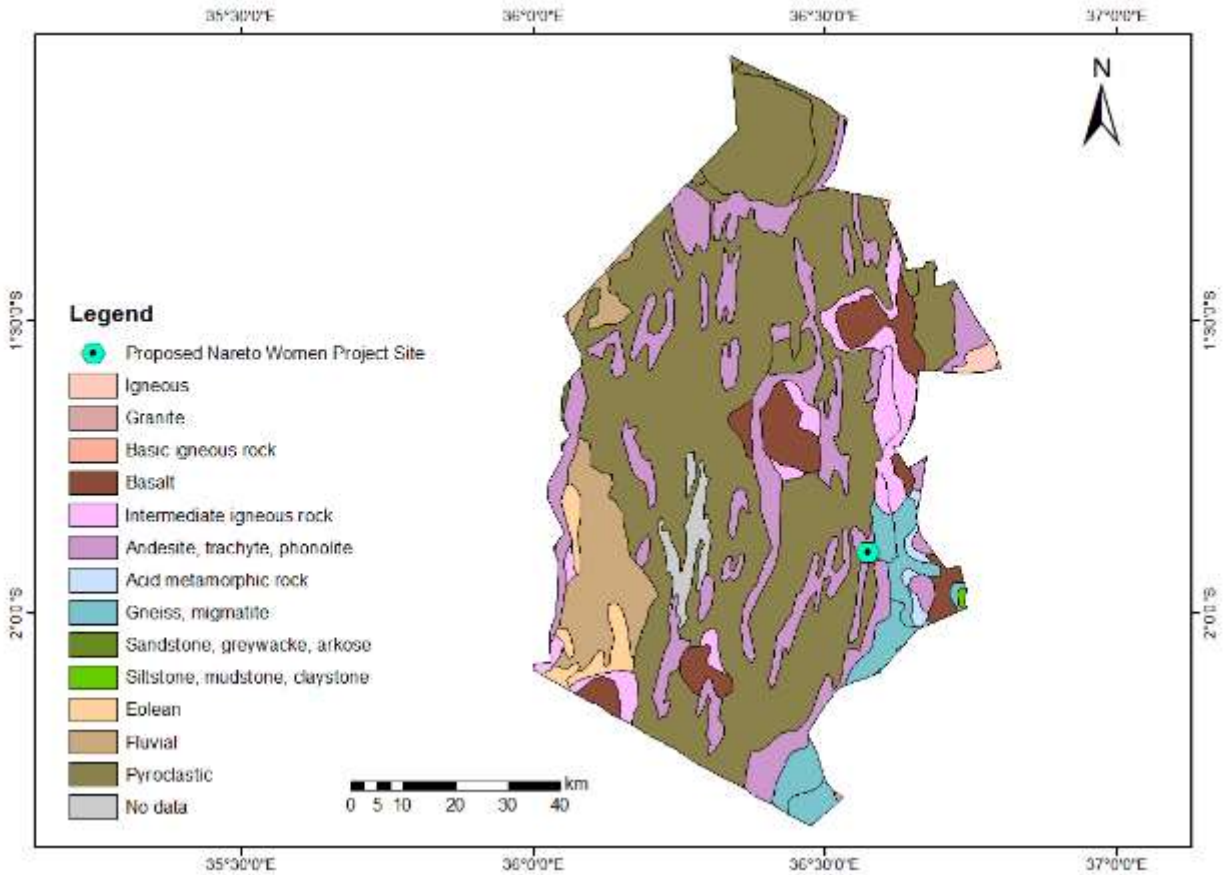 35°30'0"E 36°0'0"E 36°30'0"E 37°0'0"E
N
1°30'0"S
1°30'0"S
Legend
Proposed Nareto Women Project Site
Igneous
Granite
Basic igneous rock
Basalt
Intermediate igneous rock
Andesite, trachyte, phonolite
Acid metamorphic rock
Gneiss, migmatite
2°0'0"S
2°0'0"S
Sandstone, greywacke, arkose
Siltstone, mudstone, claystone
Eolean
Fluvial
Pyroclastic
No data
km
0 5 10 20 30 40
35°30'0"E 36°0'0"E 36°30'0"E 37°0'0"E